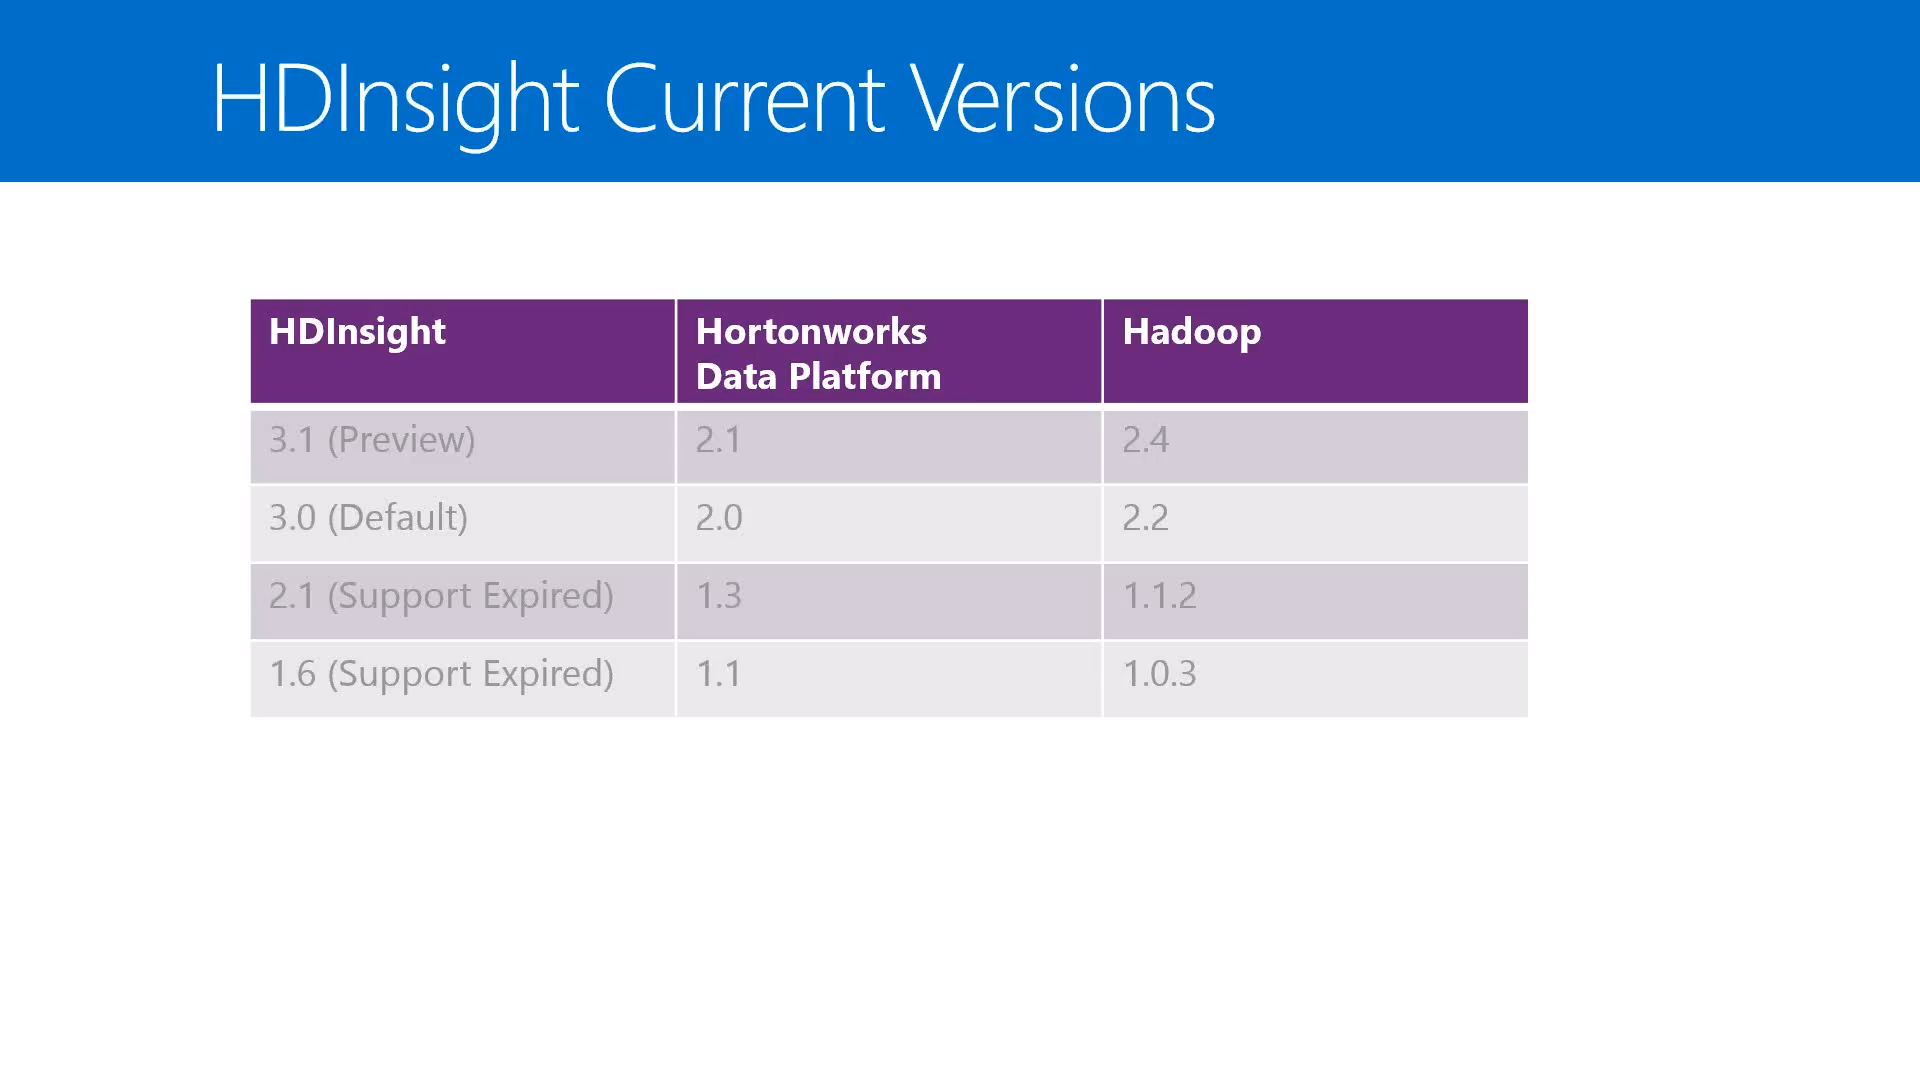 HDInsight Current Versions
HDInsight
Hortonworks
Data Platform
Hadoop
3.1 (Preview)
2.1
2.4
3.0 (Default)
2.0
2.2
2.1 (Support Expired)
1.3
1.1.2
1.6 (Support Expired)
1.1
1.0.3